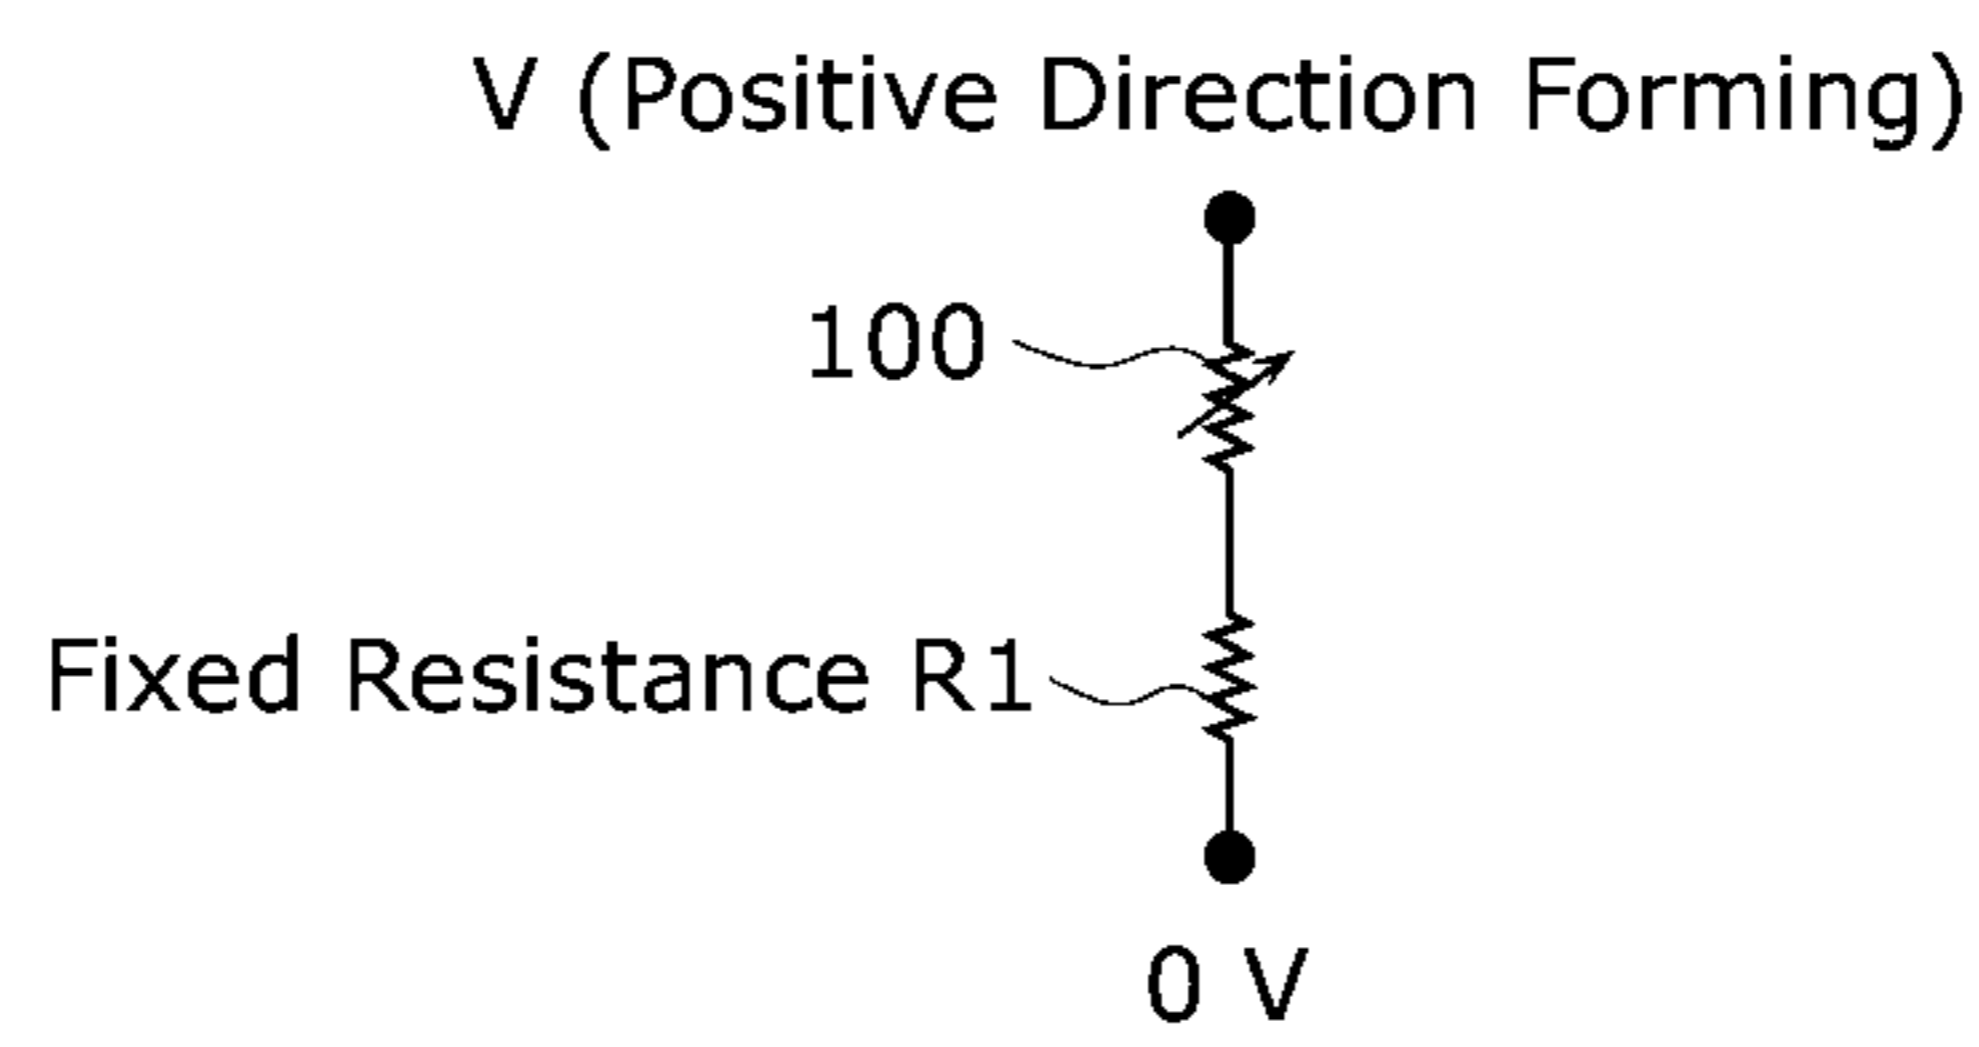 V (Positive Direction Forming)
100
Fixed Resistance R1
0 V